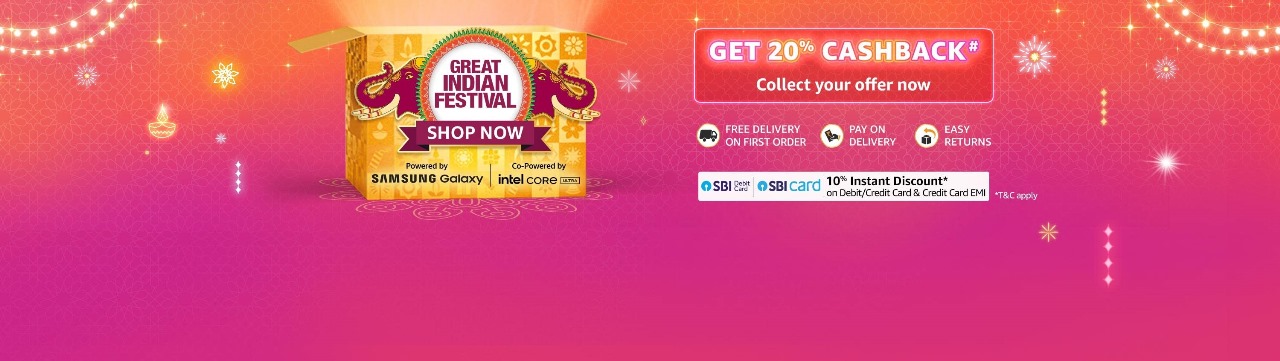 GREAT
INDIAN
FESTIVAL
SHOP NOW
Powered by
SAMSUNG Galaxy
Co-Powered by
intel CORE ULTRA
GET 20% CASHBACK#
Collect your offer now
FREE DELIVERY
ON FIRST ORDER
PAY ON
DELIVERY
EASY
RETURNS
SBI Debit Card
SBI card
10% Instant Discount*
on Debit/Credit Card & Credit Card EMI
*T&C apply